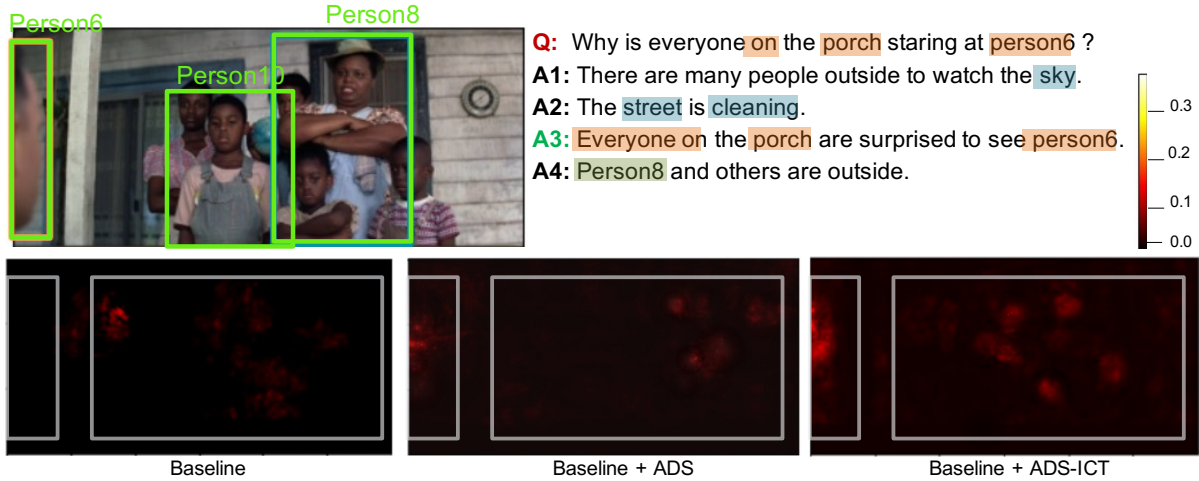 Person6
Person8
Person10
Q: Why is everyone on the porch staring at person6 ?
A1: There are many people outside to watch the sky.
A2: The street is cleaning.
A3: Everyone on the porch are surprised to see person6.
A4: Person8 and others are outside.
0.3
0.2
0.1
0.0
Baseline
Baseline + ADS
Baseline + ADS-ICT